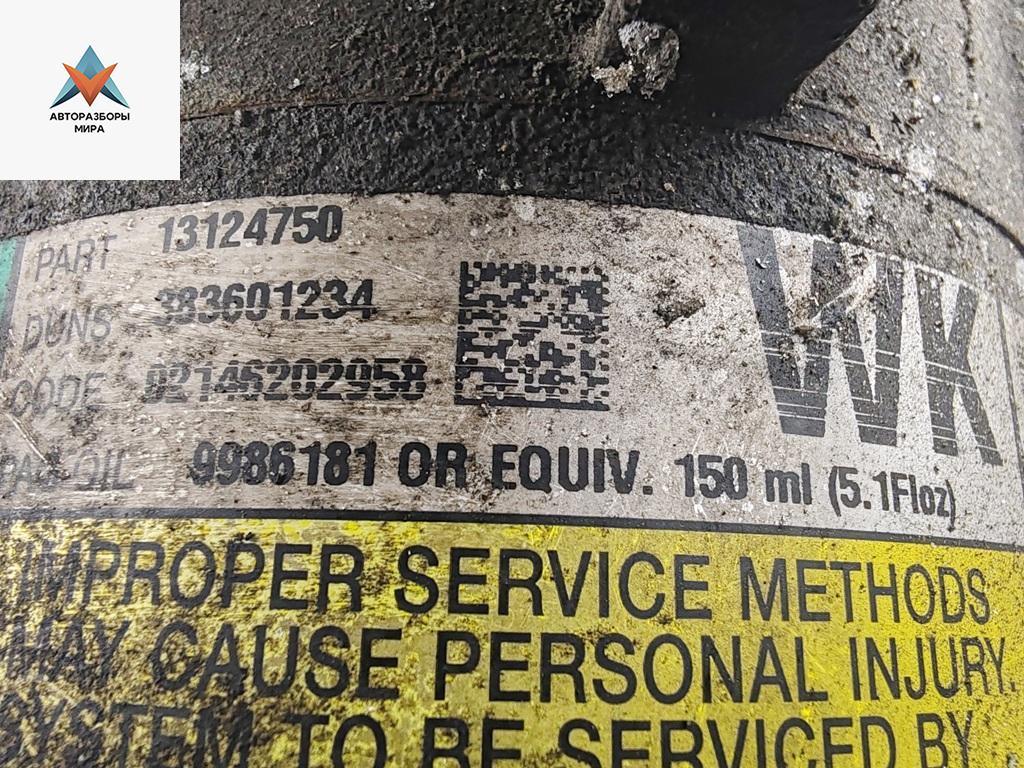 АВТОРАЗБОРЫ
МИРА
PART 13124750
DUNS 383601234
CODE 02146202958
WK
OIL 9986181 OR EQUIV. 150 ml (5.1Floz)
IMPROPER SERVICE METHODS
MAY CAUSE PERSONAL INJURY.
SYSTEM TO BE SERVICED BY